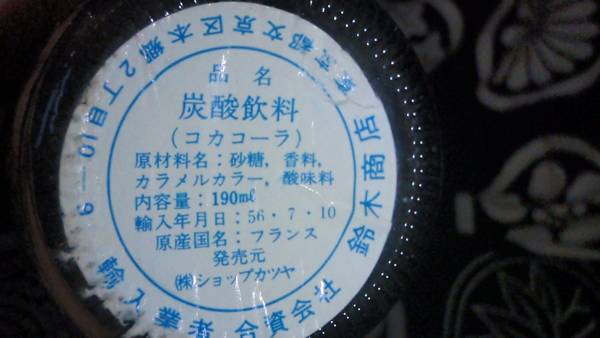 品名
炭酸飲料
(コカコーラ)
原材料名：砂糖，香料，
カラメルカラー，酸味料
内容量：190mℓ
輸入年月日：56・7・10
原産国名：フランス
発売元
㈱ショップカツヤ
輸入業者 合資会社 鈴木商店
東京都文京区本郷2丁目10－9